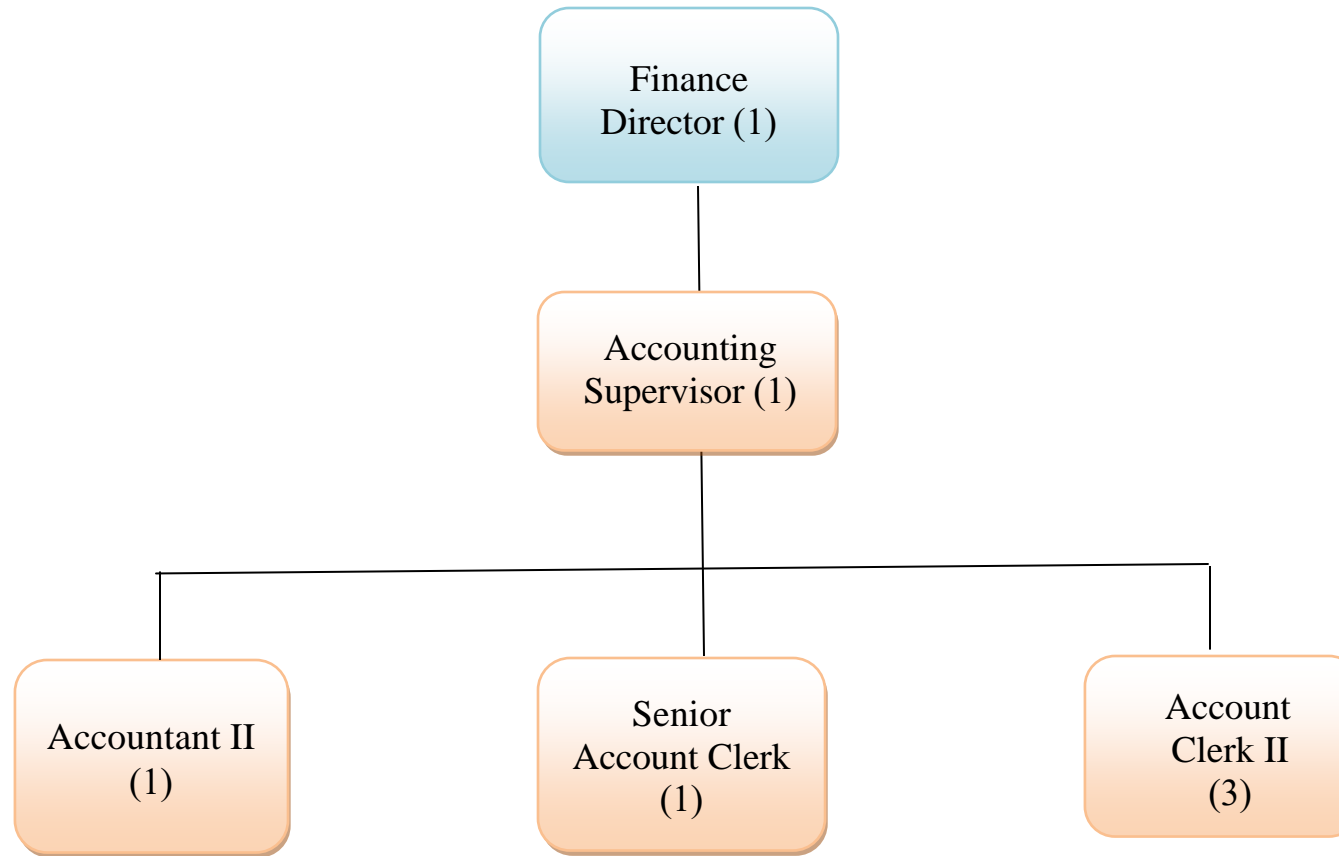 Finance
Director (1)
Accounting
Supervisor (1)
Accountant II
(1)
Senior
Account Clerk
(1)
Account
Clerk II
(3)